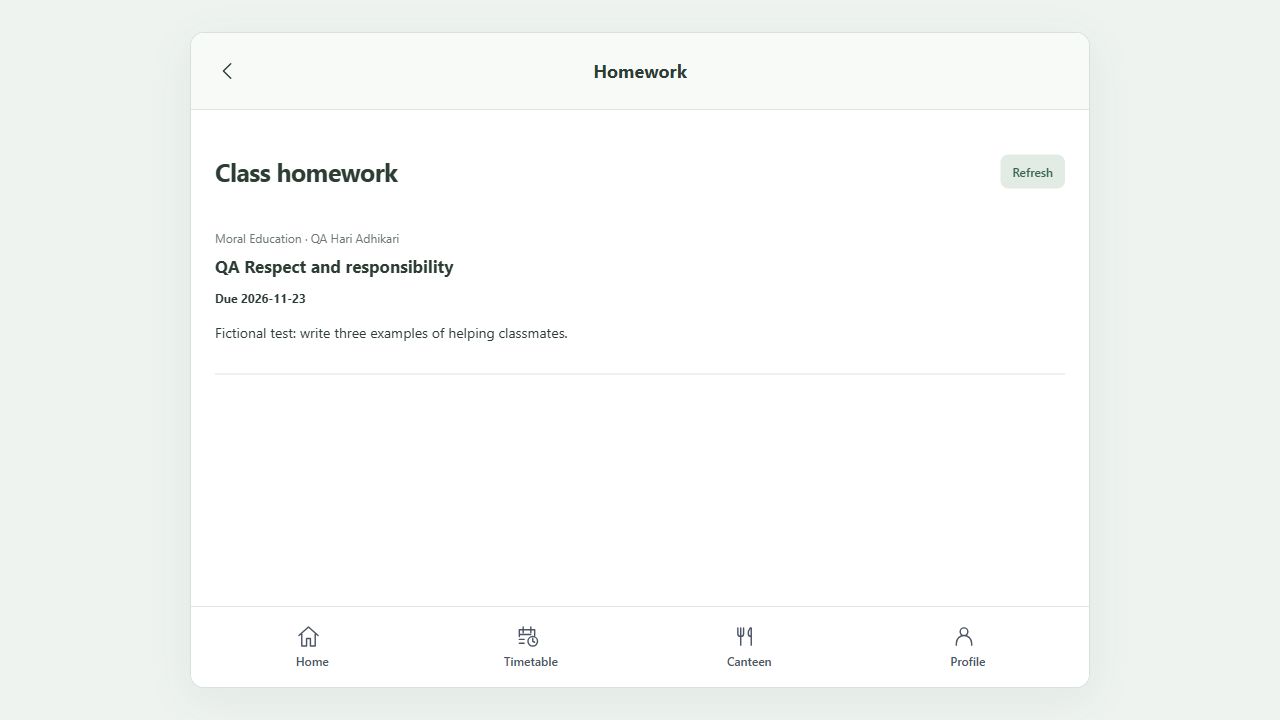 Homework
Class homework
Refresh
Moral Education · QA Hari Adhikari
QA Respect and responsibility
Due 2026-11-23
Fictional test: write three examples of helping classmates.
Home
Timetable
Canteen
Profile